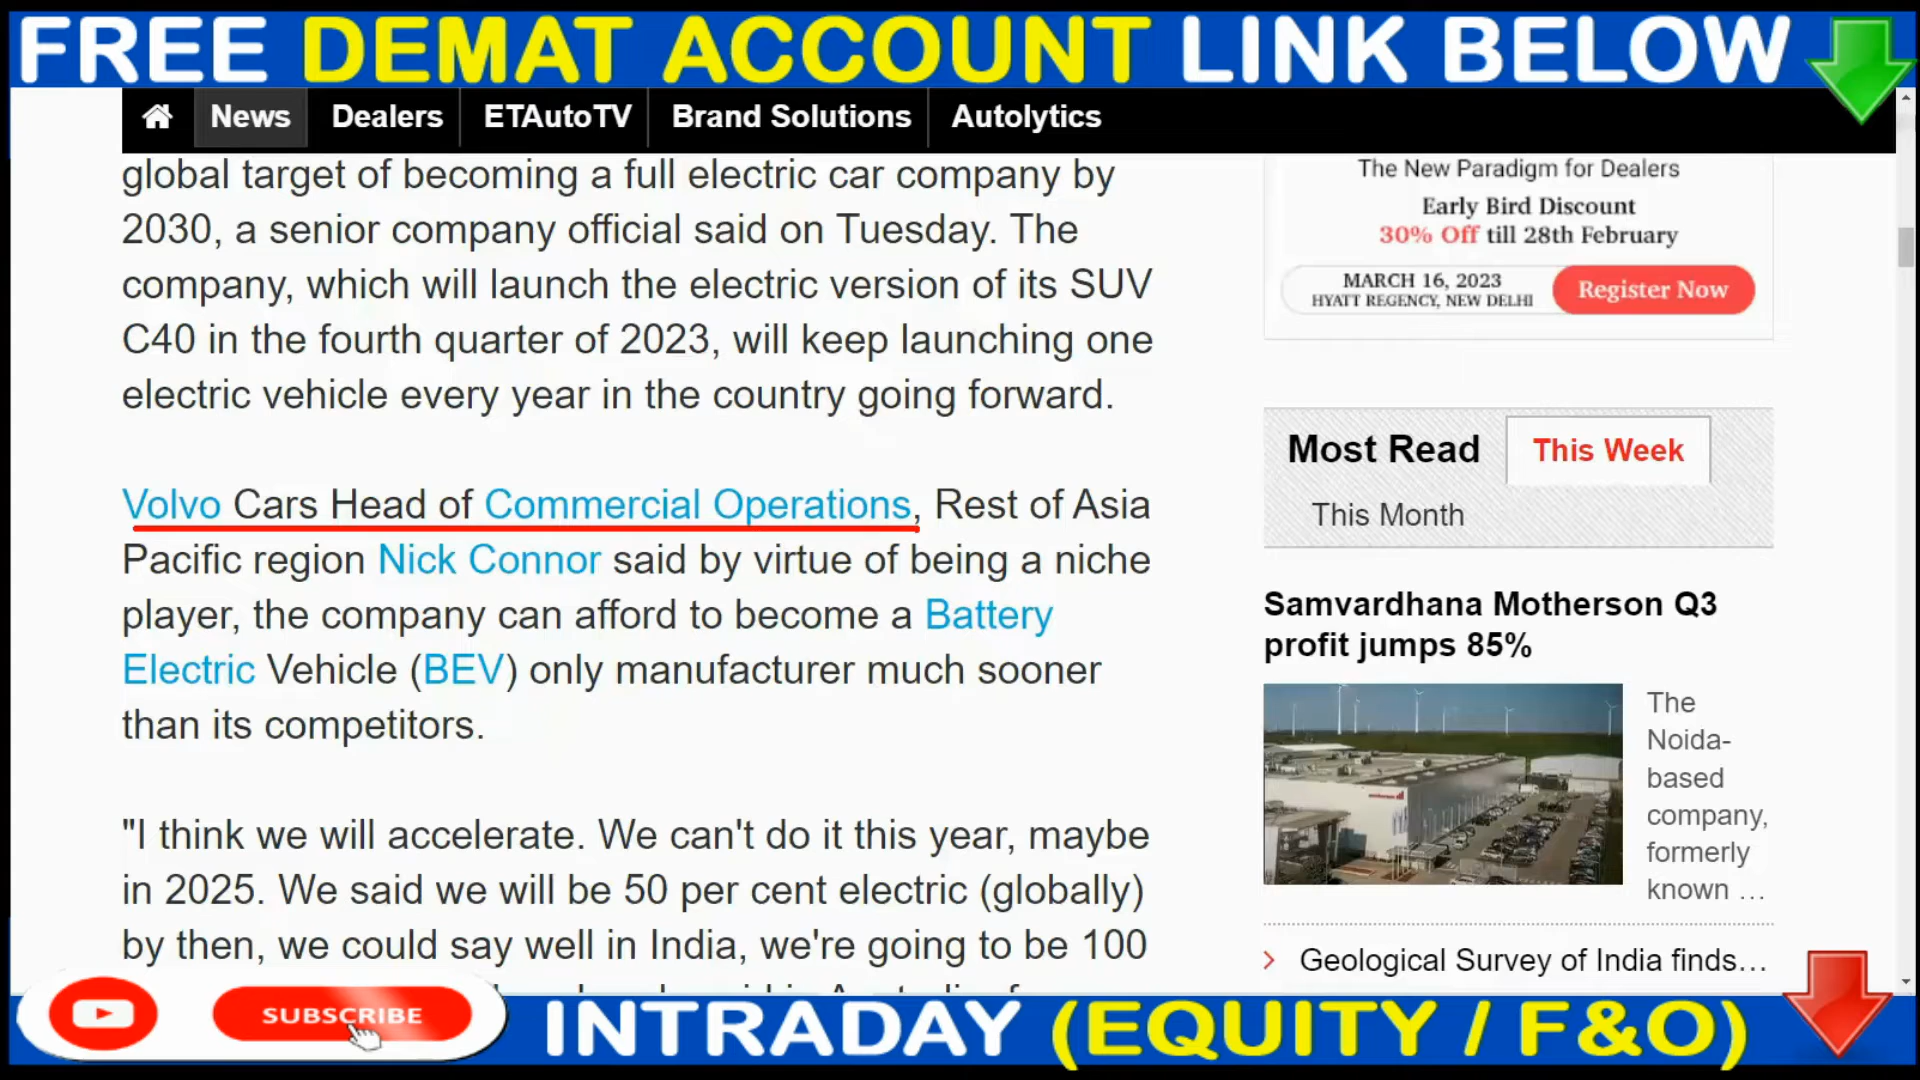 FREE DEMAT ACCOUNT LINK BELOW
News Dealers ETAutoTV Brand Solutions Autolytics
global target of becoming a full electric car company by
2030, a senior company official said on Tuesday. The
company, which will launch the electric version of its SUV
C40 in the fourth quarter of 2023, will keep launching one
electric vehicle every year in the country going forward.
Volvo Cars Head of Commercial Operations, Rest of Asia
Pacific region Nick Connor said by virtue of being a niche
player, the company can afford to become a Battery
Electric Vehicle (BEV) only manufacturer much sooner
than its competitors.
"I think we will accelerate. We can't do it this year, maybe
in 2025. We said we will be 50 per cent electric (globally)
by then, we could say well in India, we're going to be 100
The New Paradigm for Dealers
Early Bird Discount
30% Off till 28th February
MARCH 16, 2023
HYATT REGENCY, NEW DELHI
Register Now
Most Read This Week
This Month
Samvardhana Motherson Q3
profit jumps 85%
The
Noida-
based
company,
formerly
known ...
Geological Survey of India finds...
SUBSCRIBE
INTRADAY (EQUITY / F&O)